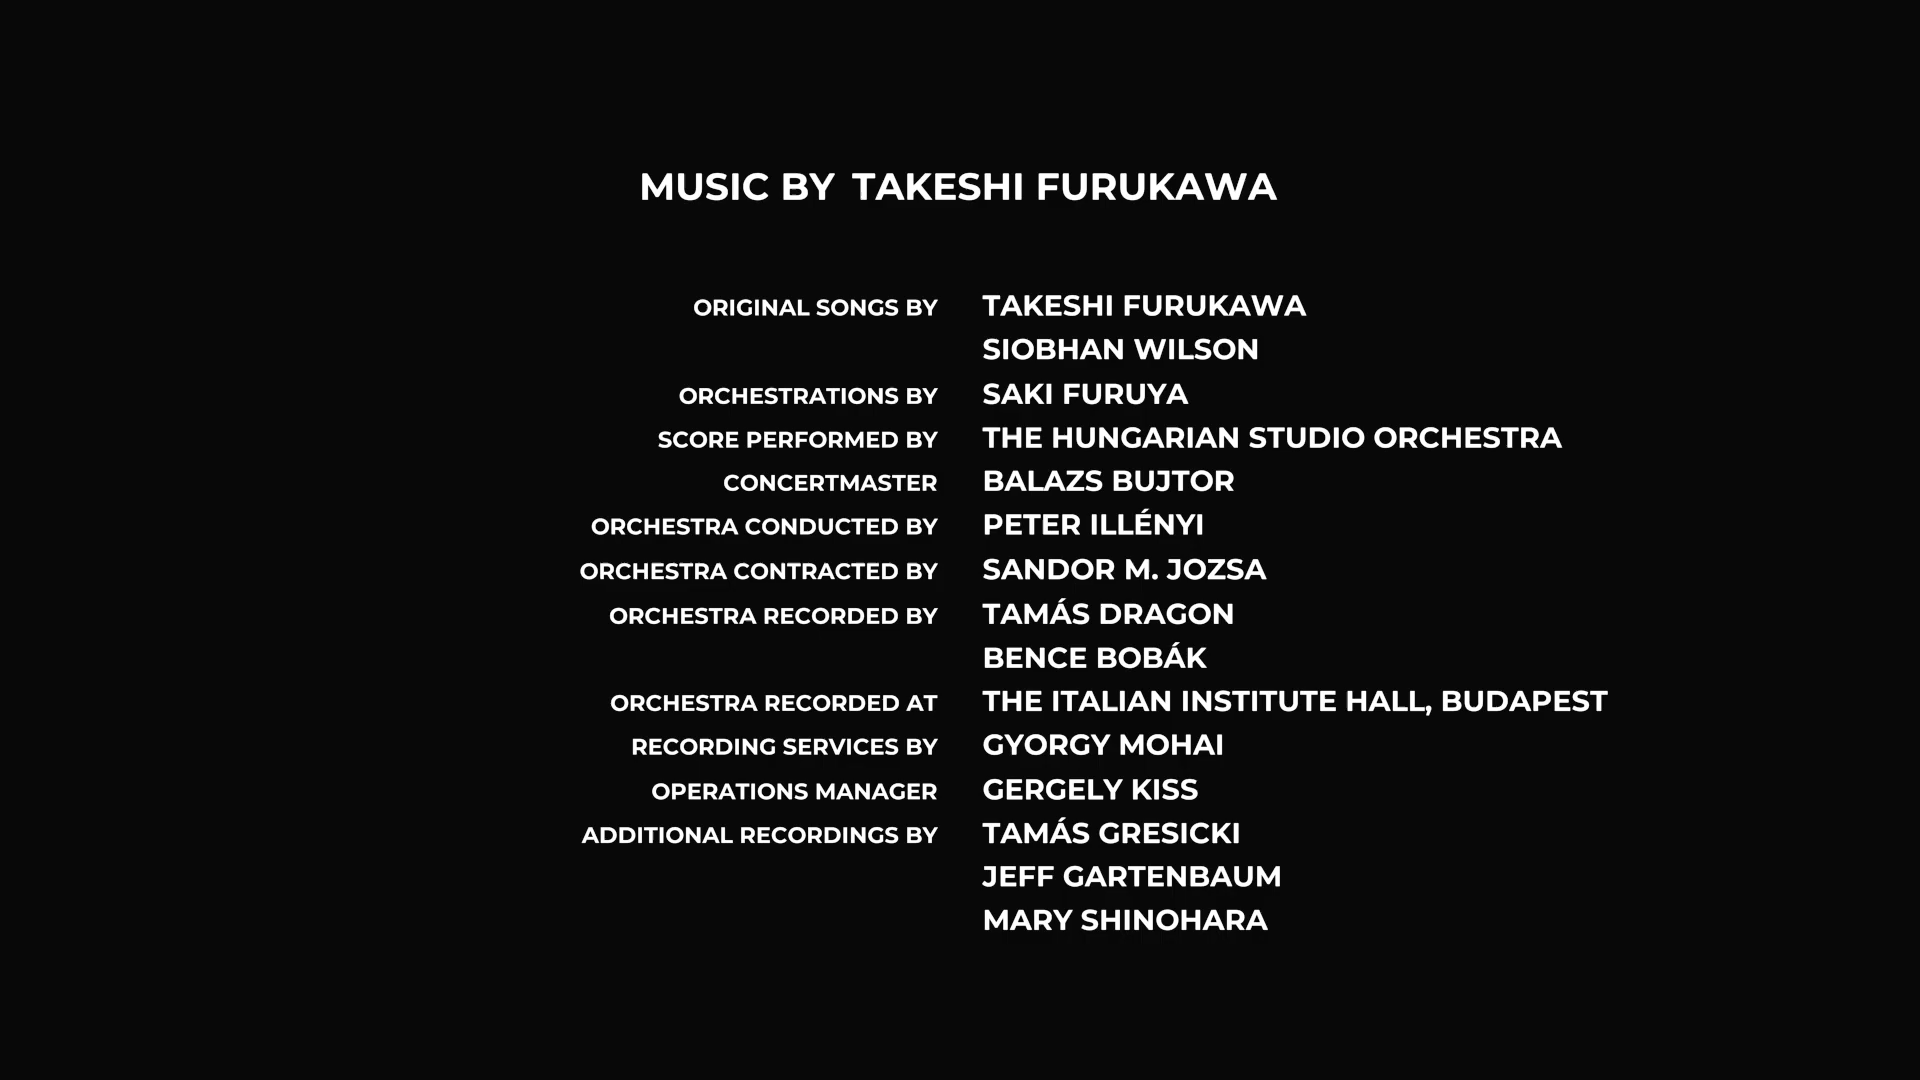 MUSIC BY TAKESHI FURUKAWA
ORIGINAL SONGS BY TAKESHI FURUKAWA
SIOBHAN WILSON
ORCHESTRATIONS BY SAKI FURUYA
SCORE PERFORMED BY THE HUNGARIAN STUDIO ORCHESTRA
CONCERTMASTER BALAZS BUJTOR
ORCHESTRA CONDUCTED BY PETER ILLÉNYI
ORCHESTRA CONTRACTED BY SANDOR M. JOZSA
ORCHESTRA RECORDED BY TAMÁS DRAGON
BENCE BOBÁK
ORCHESTRA RECORDED AT THE ITALIAN INSTITUTE HALL, BUDAPEST
RECORDING SERVICES BY GYORGY MOHAI
OPERATIONS MANAGER GERGELY KISS
ADDITIONAL RECORDINGS BY TAMÁS GRESICKI
JEFF GARTENBAUM
MARY SHINOHARA